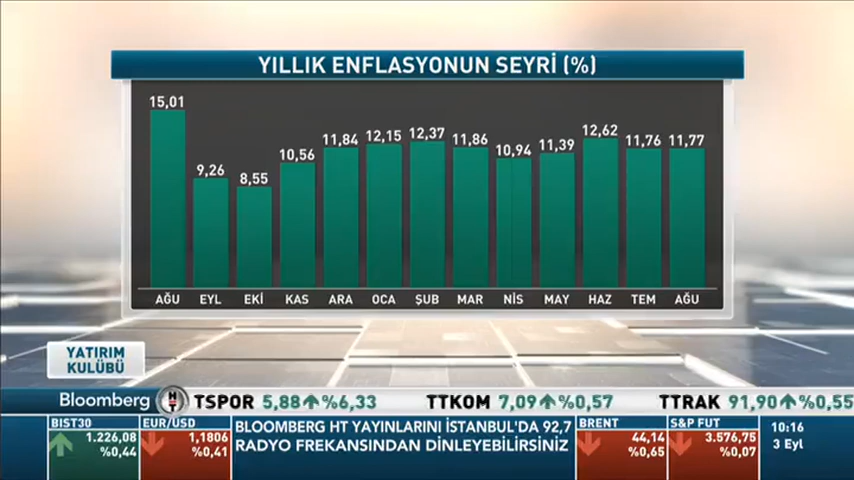 YILLIK ENFLASYONUN SEYRİ (%)
15,01 9,26 8,55 10,56 11,84 12,15 12,37 11,86 10,94 11,39 12,62 11,76 11,77
AĞU EYL EKİ KAS ARA OCA ŞUB MAR NİS MAY HAZ TEM AĞU
YATIRIM
KULÜBÜ
Bloomberg HT TSPOR 5,88 %6,33 TTKOM 7,09 %0,57 TTRAK 91,90 %0,55
BIST30
1.226,08
%0,44
EUR/USD
1,1806
%0,41
BLOOMBERG HT YAYINLARINI İSTANBUL'DA 92,7
RADYO FREKANSINDAN DİNLEYEBİLİRSİNİZ
BRENT
44,14
%0,65
S&P FUT
3.576,75
%0,07
10:16
3 Eyl